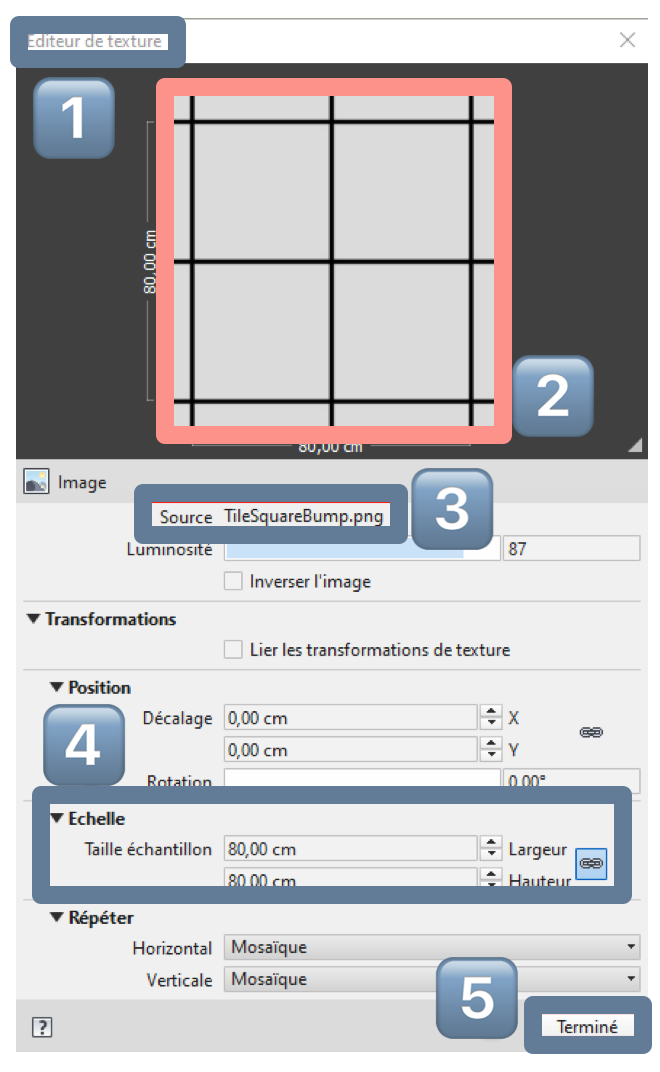 Editeur de texture
1
80,00 cm
2
80,00 cm
Image
3
Source TileSquareBump.png
Luminosité 87
Inverser l'image
Transformations
Lier les transformations de texture
Position
4
Décalage 0,00 cm X
0,00 cm Y
Rotation 0,00°
Echelle
Taille échantillon 80,00 cm Largeur
80,00 cm Hauteur
Répéter
Horizontal Mosaïque
Verticale Mosaïque
5
? Terminé